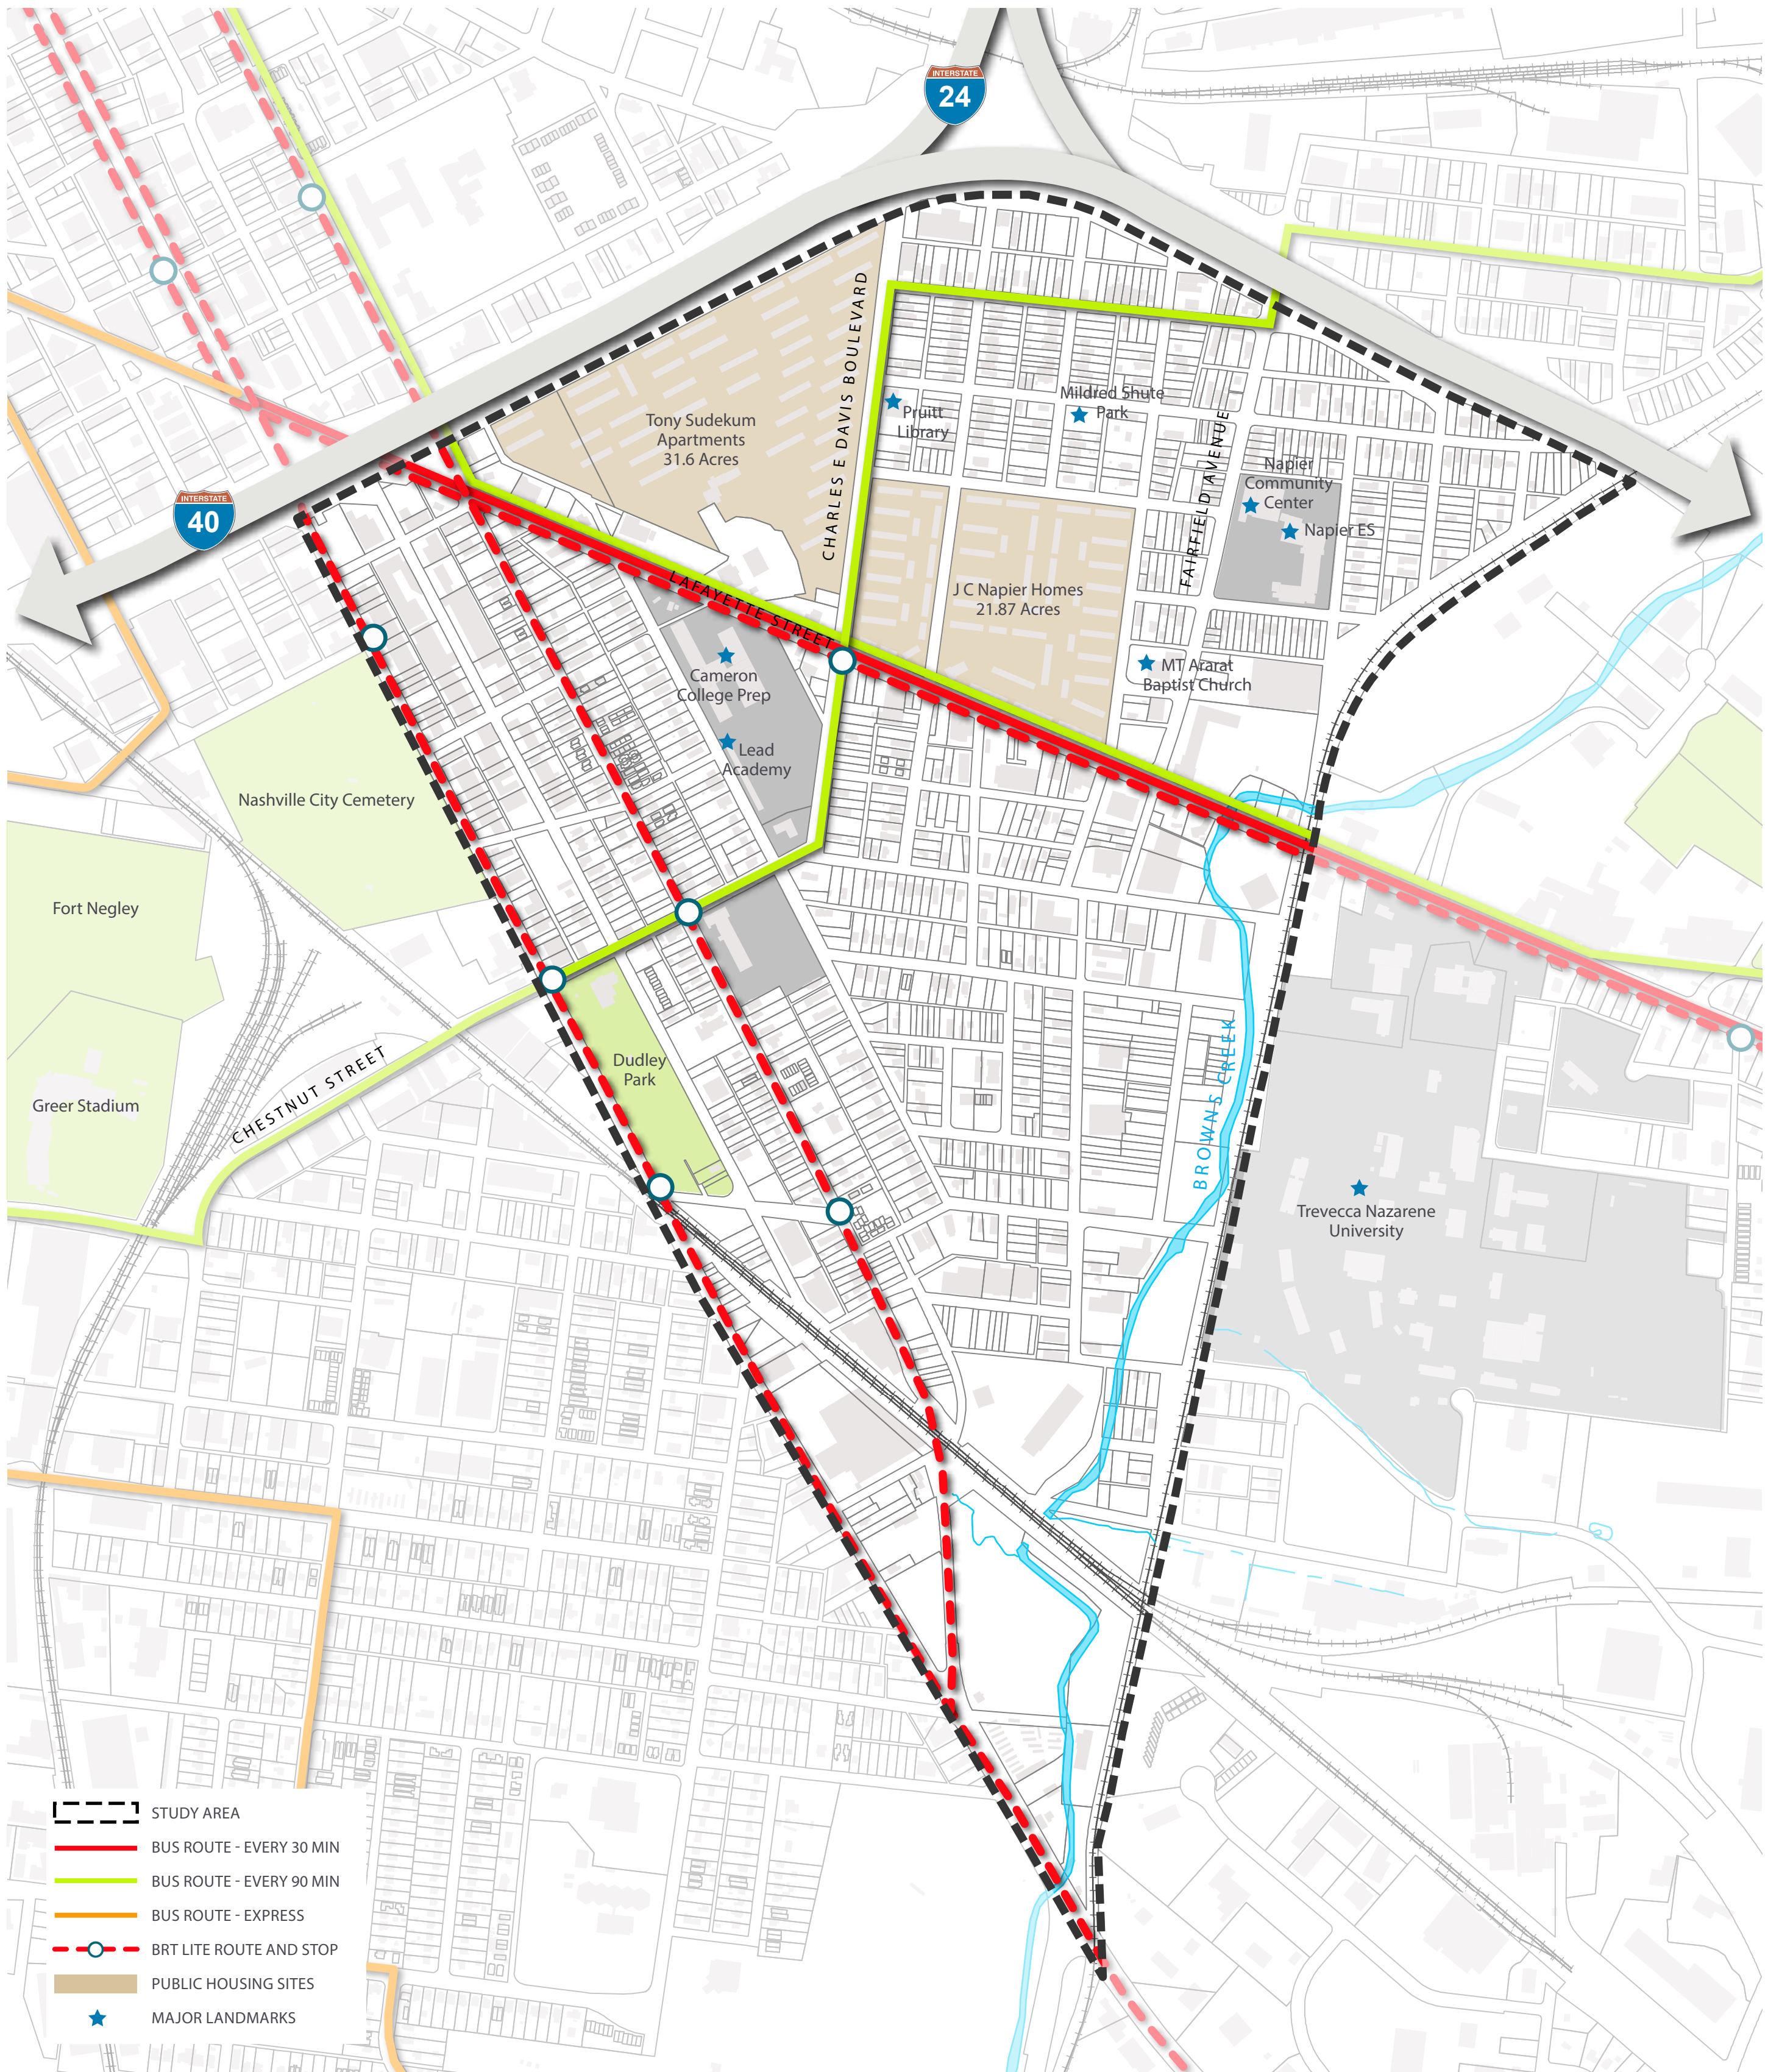 INTERSTATE
24
INTERSTATE
40
CHARLES E DAVIS BOULEVARD
Tony Sudekum
Apartments
31.6 Acres
Pruitt
Library
Mildred Shute
Park
FAIRFIELD AVENUE
Napier
Community
Center
Napier ES
J C Napier Homes
21.87 Acres
LAFAYETTE STREET
MT Ararat
Baptist Church
Cameron
College Prep
Lead
Academy
Nashville City Cemetery
Fort Negley
Greer Stadium
CHESTNUT STREET
Dudley
Park
BROWNS CREEK
Trevecca Nazarene
University
STUDY AREA
BUS ROUTE - EVERY 30 MIN
BUS ROUTE - EVERY 90 MIN
BUS ROUTE - EXPRESS
BRT LITE ROUTE AND STOP
PUBLIC HOUSING SITES
MAJOR LANDMARKS